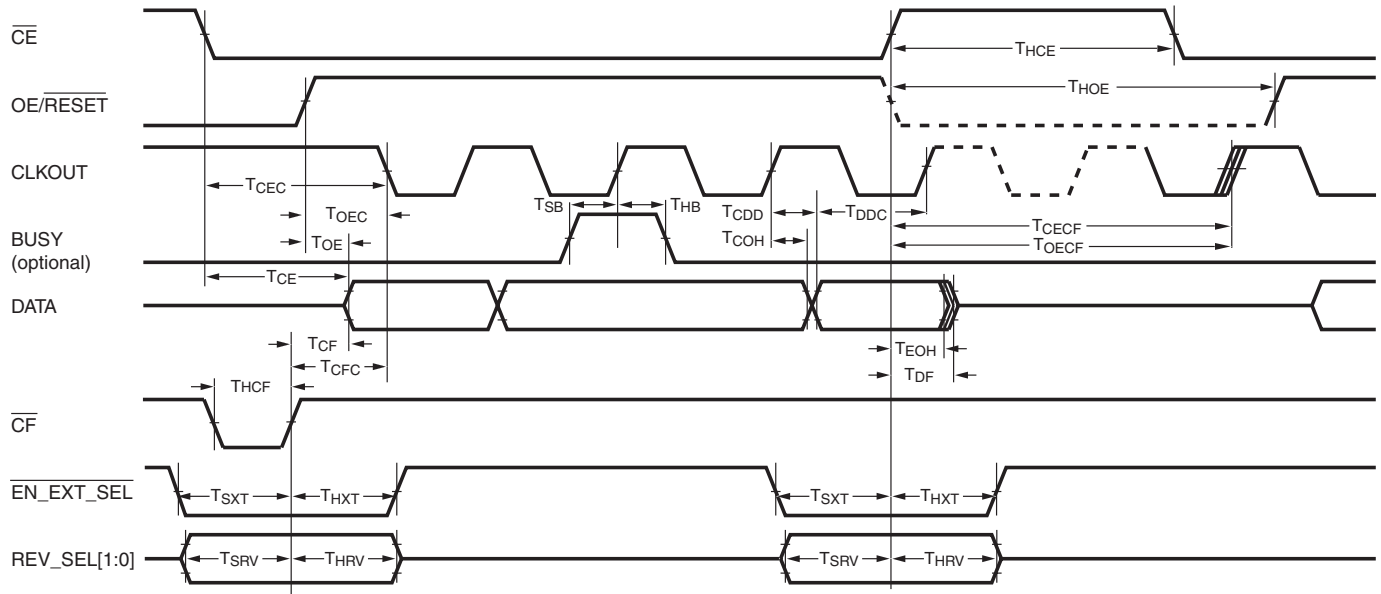 CE
THCE
OE/RESET
THOE
CLKOUT
TCEC
TOEC
TSB
THB
TCDD
TDDC
TCECF
TCOH
TOECF
BUSY
(optional)
TOE
TCE
DATA
TCF
TEOH
TCFC
TDF
THCF
CF
EN_EXT_SEL
TSXT
THXT
TSXT
THXT
REV_SEL[1:0]
TSRV
THRV
TSRV
THRV